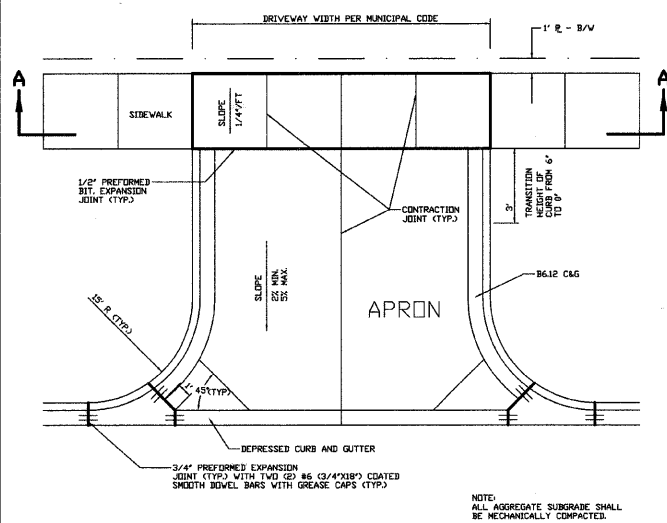 DRIVEWAY WIDTH PER MUNICIPAL CODE
1' ⅊ - B/W
A
A
SIDEWALK
SLOPE
1/4"/FT
1/2" PREFORMED
BIT. EXPANSION
JOINT (TYP.)
CONTRACTION
JOINT (TYP.)
3'
TRANSITION
HEIGHT OF
CURB FROM 6"
TO 0"
SLOPE
2% MIN.
5% MAX.
B6.12 C&G
APRON
15' R (TYP.)
1'
45°(TYP)
DEPRESSED CURB AND GUTTER
3/4" PREFORMED EXPANSION
JOINT (TYP.) WITH TWO (2) #6 (3/4"X18") COATED
SMOOTH DOWEL BARS WITH GREASE CAPS (TYP.)
NOTE:
ALL AGGREGATE SUBGRADE SHALL
BE MECHANICALLY COMPACTED.